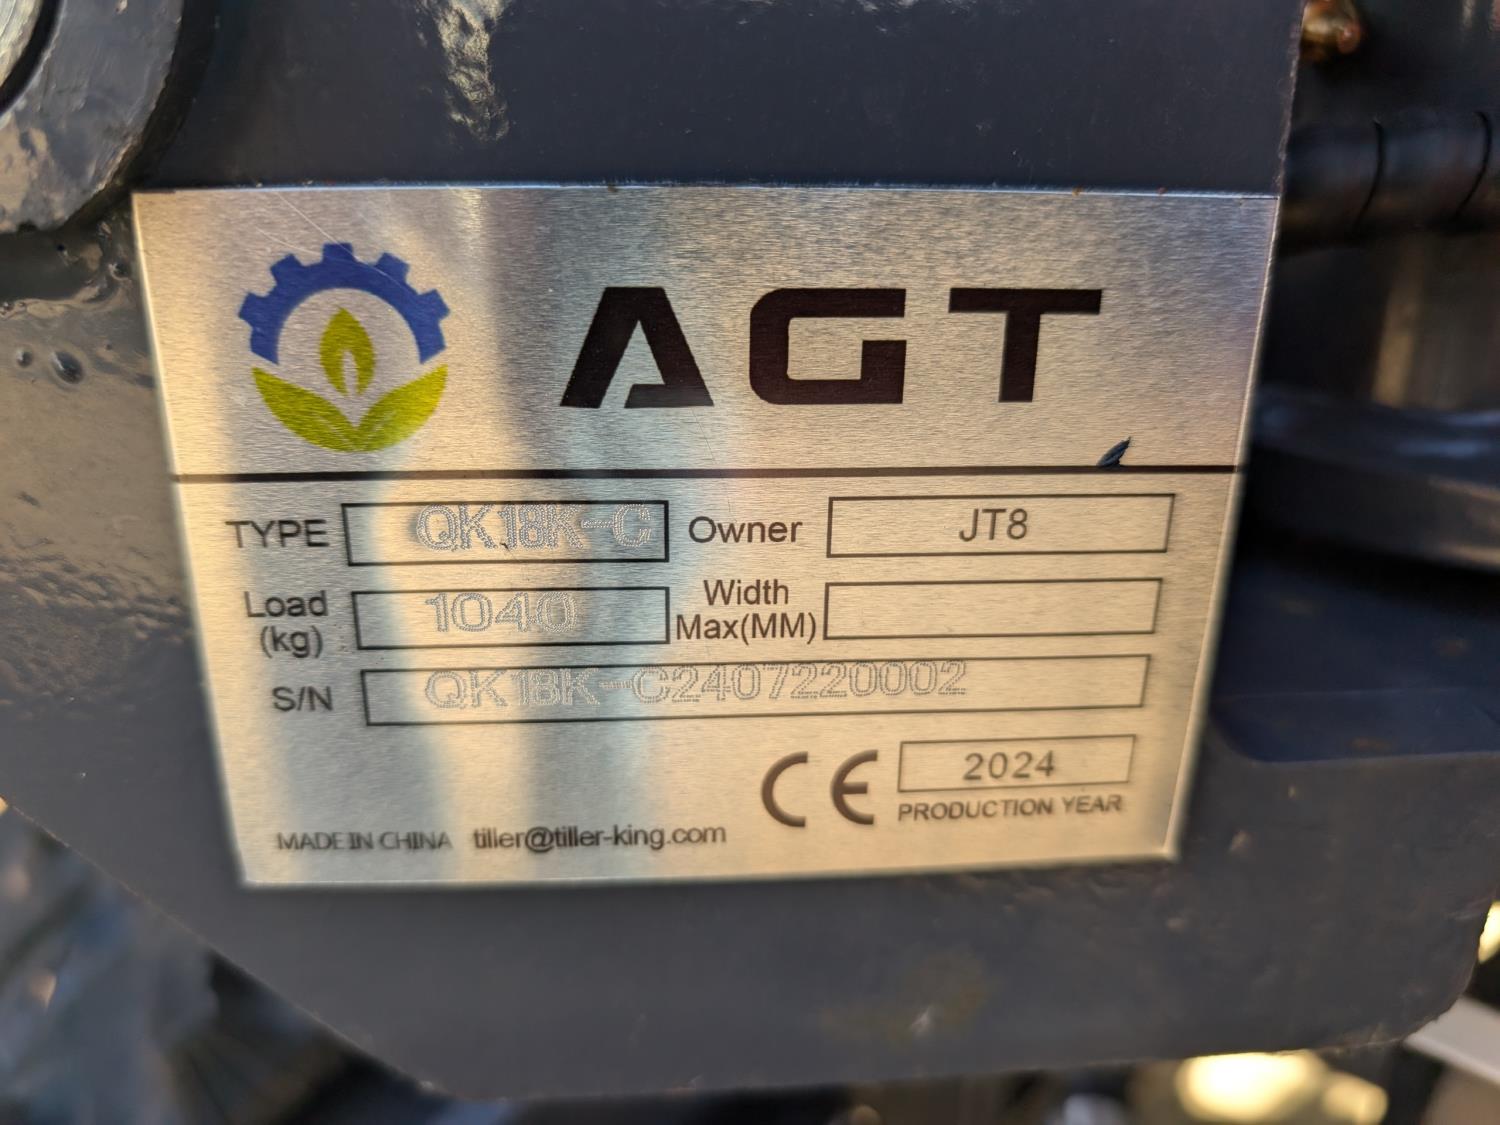 AGT
TYPE QK18K-C Owner JT8
Load (kg) 1040 Width Max(MM)
S/N QK18K-C2407220002
CE 2024
PRODUCTION YEAR
MADE IN CHINA tiller@tiller-king.com